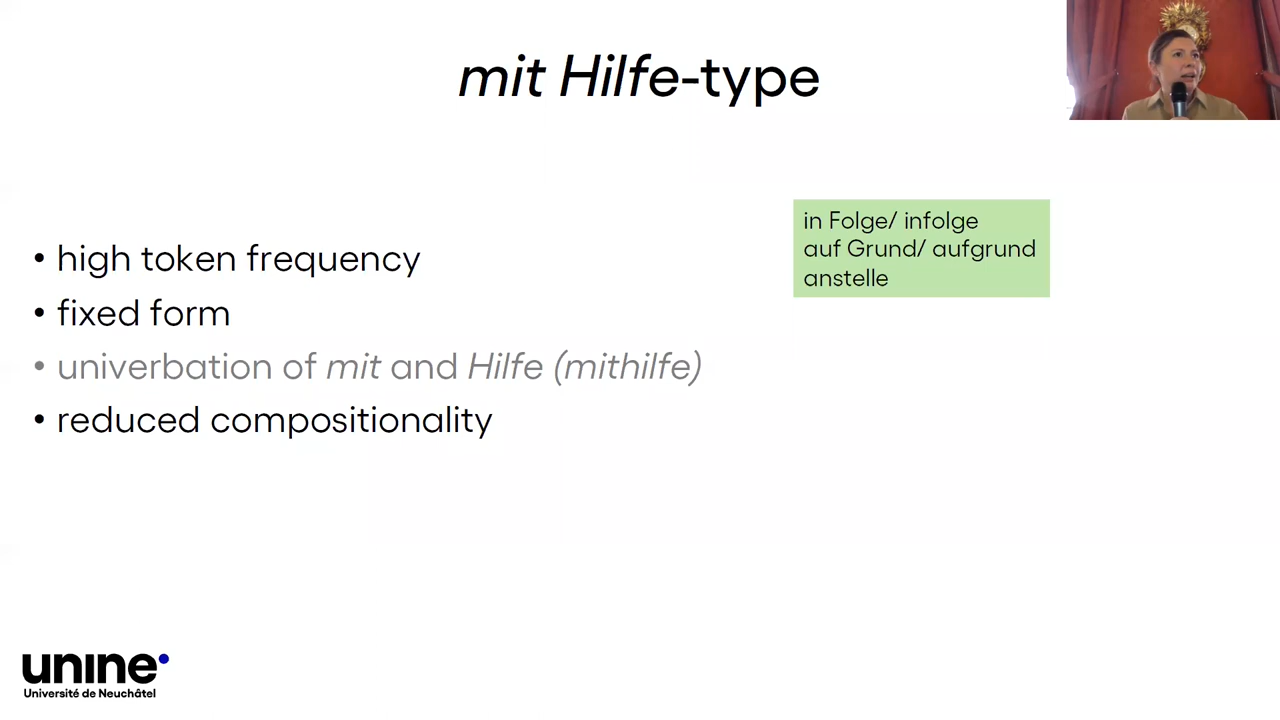 mit Hilfe-type
• high token frequency
• fixed form
• univerbation of mit and Hilfe (mithilfe)
• reduced compositionality
in Folge/ infolge
auf Grund/ aufgrund
anstelle
unine
Université de Neuchâtel